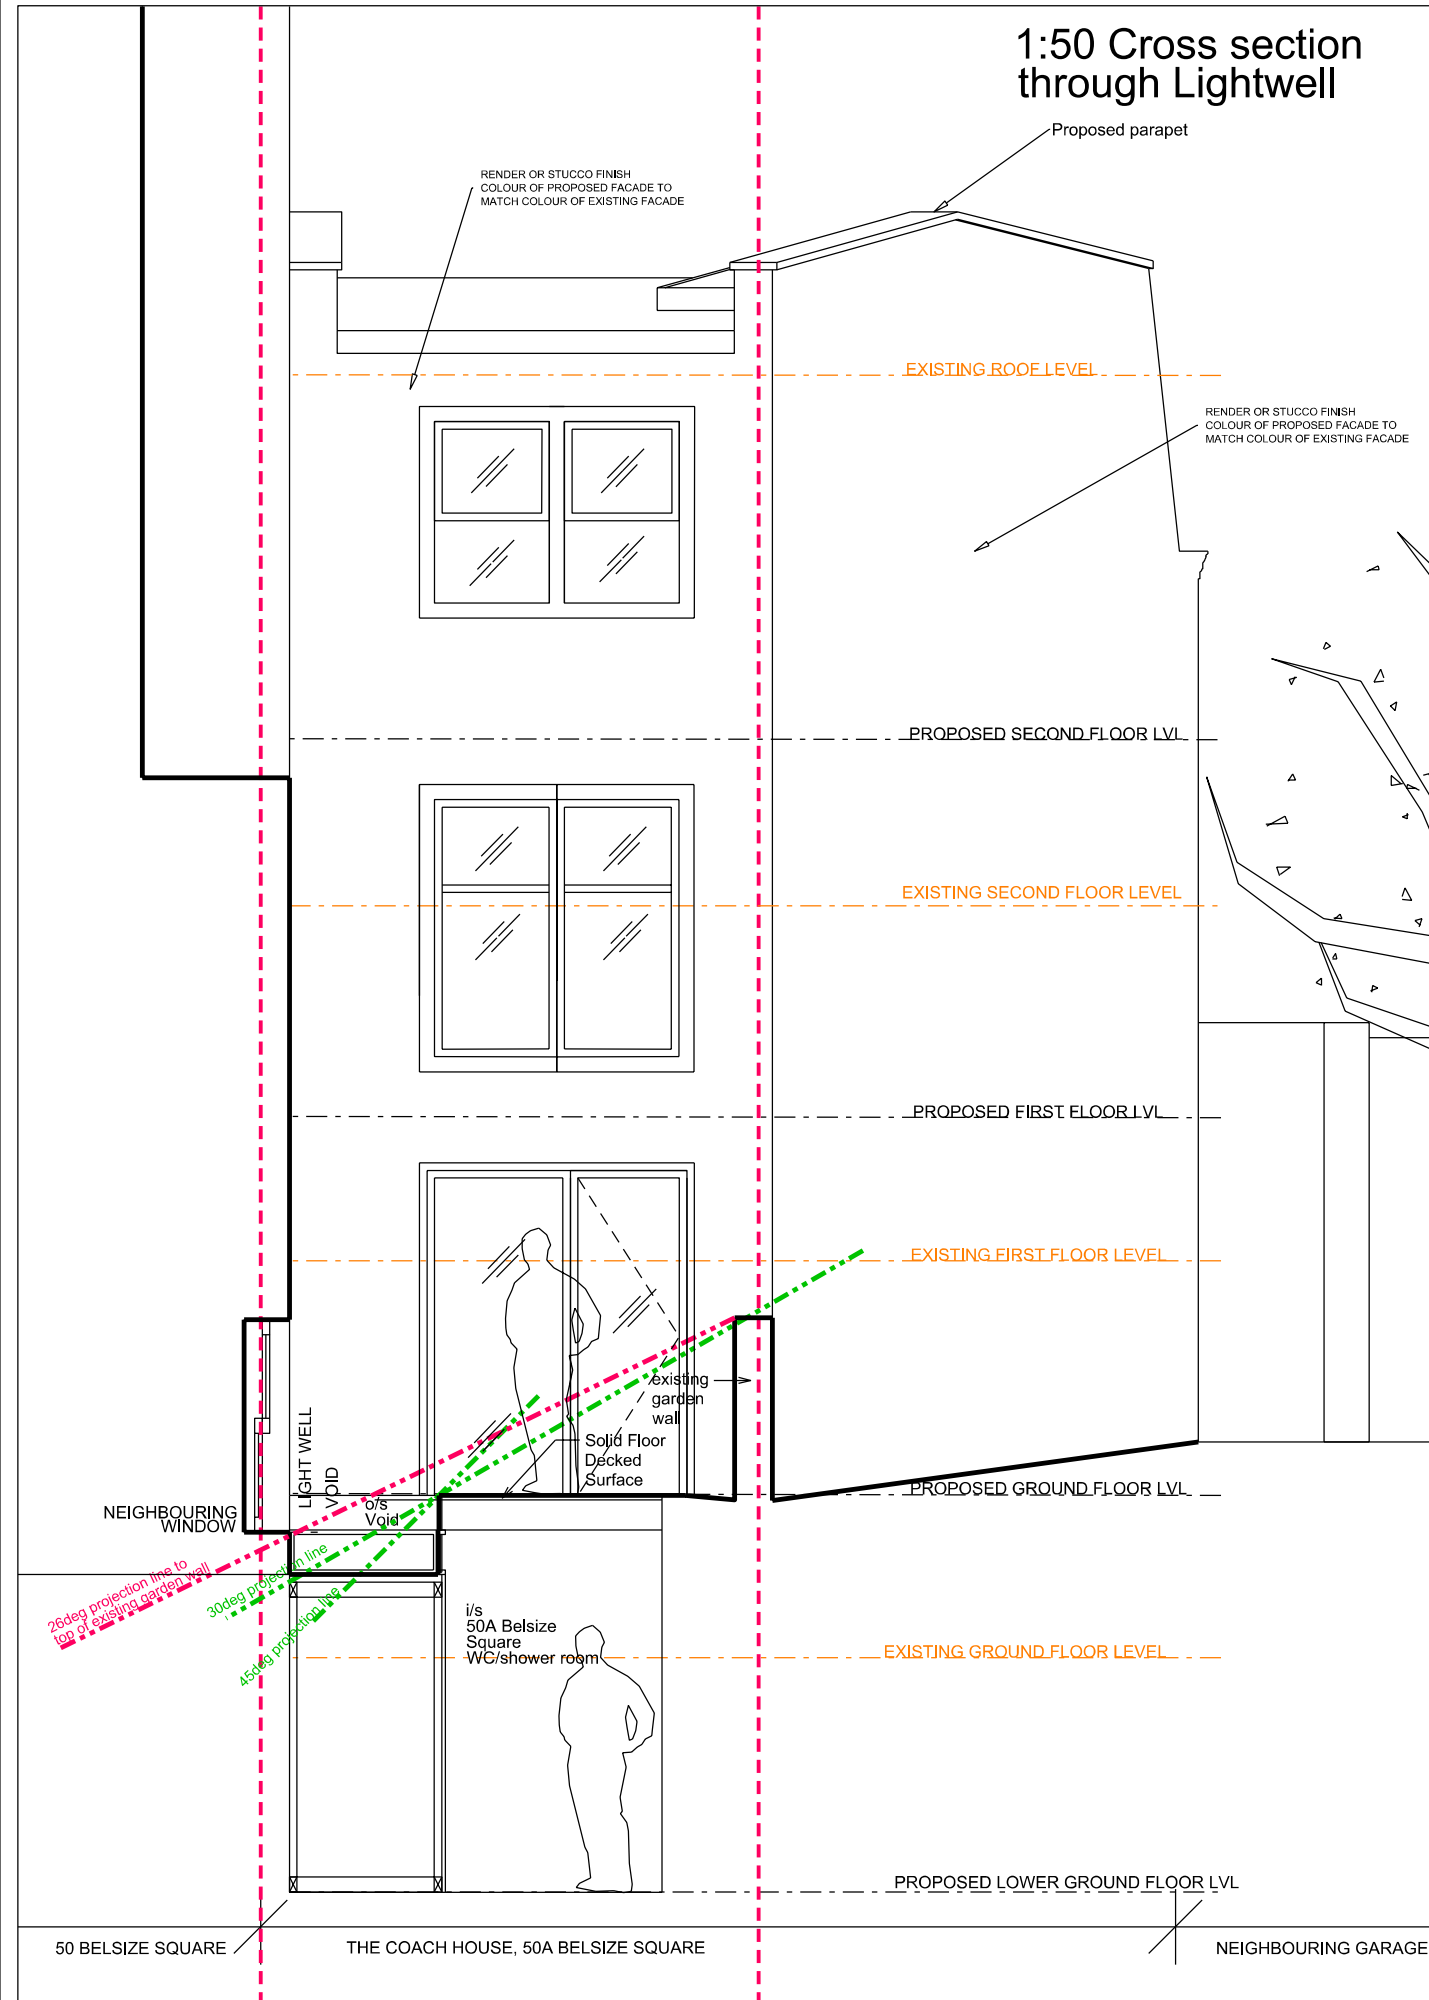 1:50 Cross section
through Lightwell
Proposed parapet
RENDER OR STUCCO FINISH
COLOUR OF PROPOSED FACADE TO
MATCH COLOUR OF EXISTING FACADE
EXISTING ROOF LEVEL
RENDER OR STUCCO FINISH
COLOUR OF PROPOSED FACADE TO
MATCH COLOUR OF EXISTING FACADE
PROPOSED SECOND FLOOR LVL
EXISTING SECOND FLOOR LEVEL
PROPOSED FIRST FLOOR LVL
EXISTING FIRST FLOOR LEVEL
existing
garden
wall
LIGHT WELL
VOID
Solid Floor
Decked
Surface
PROPOSED GROUND FLOOR LVL
o/s
Void
NEIGHBOURING
WINDOW
26deg projection line to
top of existing garden wall
30deg projection line
45deg projection line
i/s
50A Belsize
Square
WC/shower room
EXISTING GROUND FLOOR LEVEL
PROPOSED LOWER GROUND FLOOR LVL
50 BELSIZE SQUARE
THE COACH HOUSE, 50A BELSIZE SQUARE
NEIGHBOURING GARAGE